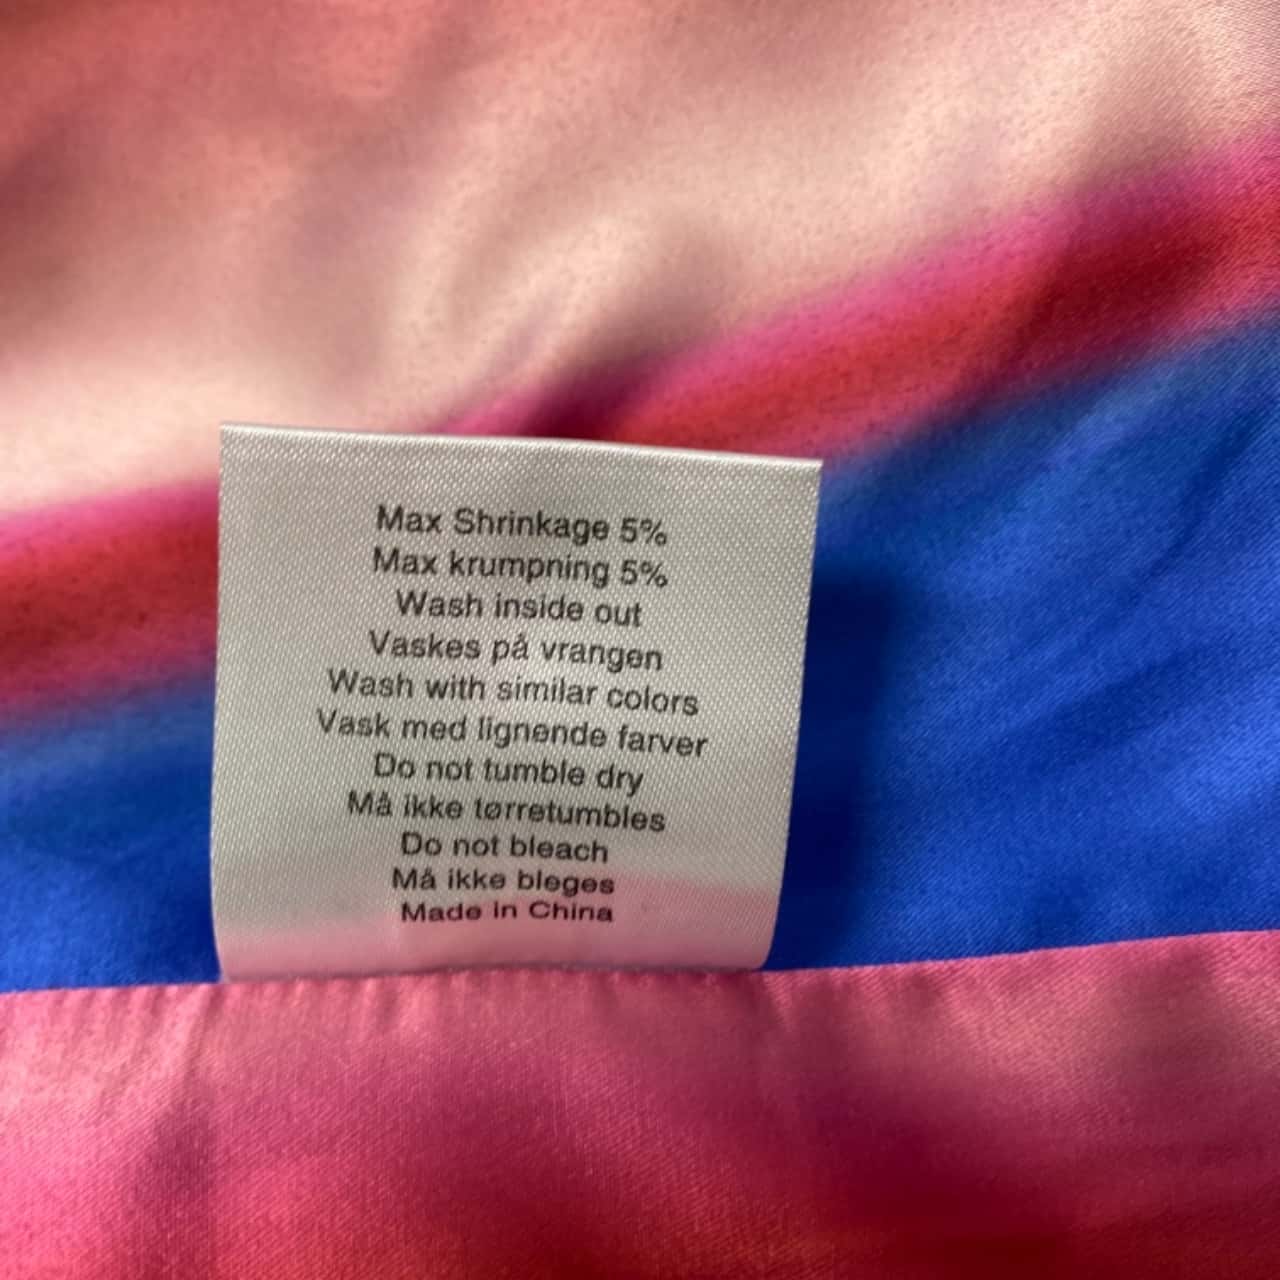 Max Shrinkage 5%
Max krumpning 5%
Wash inside out
Vaskes på vrangen
Wash with similar colors
Vask med lignende farver
Do not tumble dry
Må ikke tørretumbles
Do not bleach
Må ikke bleges
Made in China